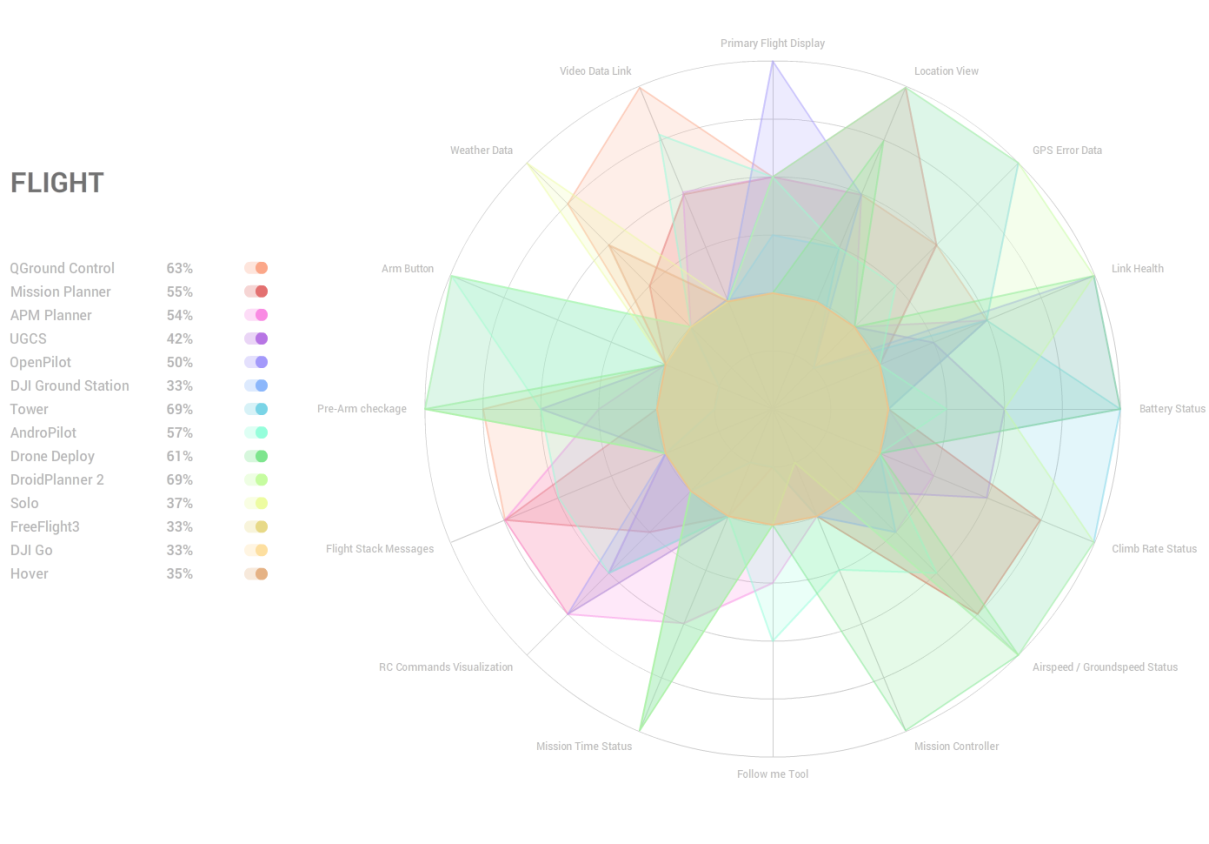 FLIGHT
QGround Control 63%
Mission Planner 55%
APM Planner 54%
UGCS 42%
OpenPilot 50%
DJI Ground Station 33%
Tower 69%
AndroPilot 57%
Drone Deploy 61%
DroidPlanner 2 69%
Solo 37%
FreeFlight3 33%
DJI Go 33%
Hover 35%
Primary Flight Display
Video Data Link
Location View
Weather Data
GPS Error Data
Arm Button
Link Health
Pre-Arm checkage
Battery Status
Flight Stack Messages
Climb Rate Status
RC Commands Visualization
Airspeed / Groundspeed Status
Mission Time Status
Mission Controller
Follow me Tool